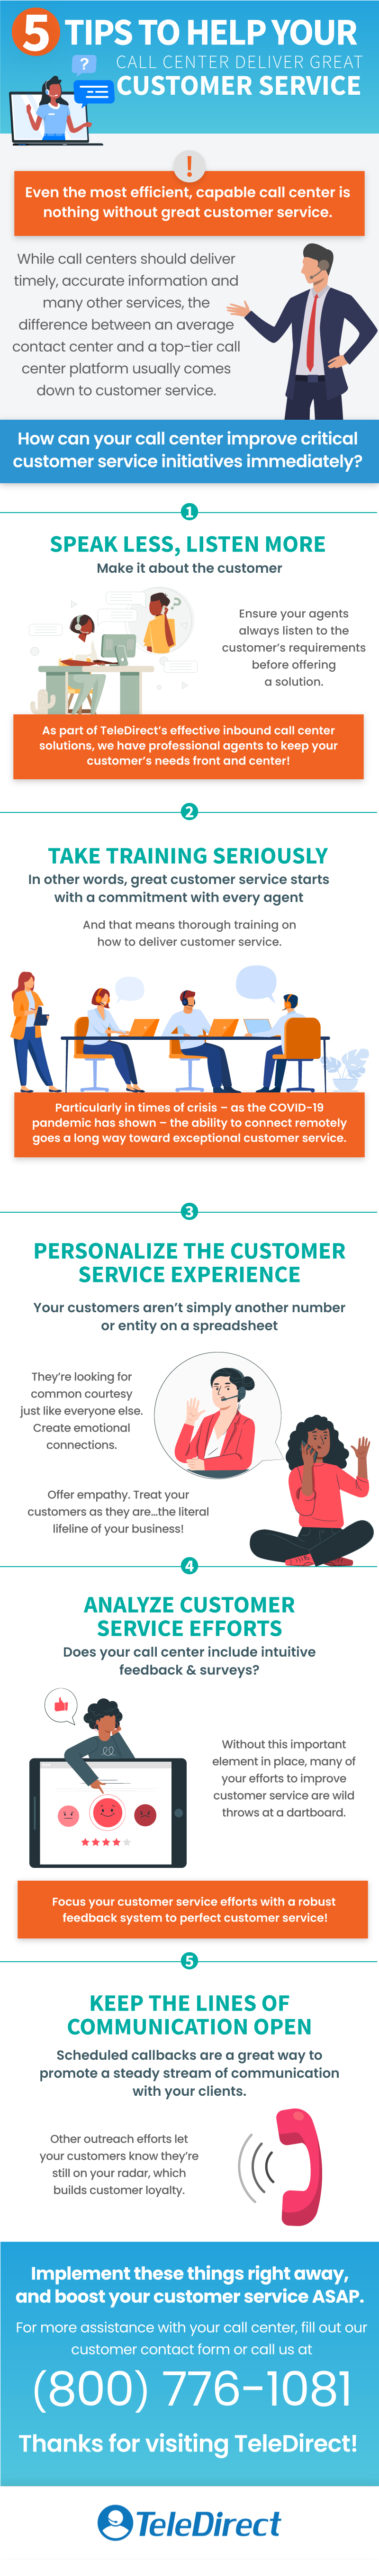 5 TIPS TO HELP YOUR
CALL CENTER DELIVER GREAT
CUSTOMER SERVICE
?
!
Even the most efficient, capable call center is
nothing without great customer service.
While call centers should deliver
timely, accurate information and
many other services, the
difference between an average
contact center and a top-tier call
center platform usually comes
down to customer service.
How can your call center improve critical
customer service initiatives immediately?
1
SPEAK LESS, LISTEN MORE
Make it about the customer
?
Ensure your agents
always listen to the
customer's requirements
before offering
a solution.
As part of TeleDirect's effective inbound call center
solutions, we have professional agents to keep your
customer's needs front and center!
2
TAKE TRAINING SERIOUSLY
In other words, great customer service starts
with a commitment with every agent
And that means thorough training on
how to deliver customer service.
Particularly in times of crisis – as the COVID-19
pandemic has shown – the ability to connect remotely
goes a long way toward exceptional customer service.
3
PERSONALIZE THE CUSTOMER
SERVICE EXPERIENCE
Your customers aren't simply another number
or entity on a spreadsheet
They're looking for
common courtesy
just like everyone else.
Create emotional
connections.
Offer empathy. Treat your
customers as they are...the literal
lifeline of your business!
4
ANALYZE CUSTOMER
SERVICE EFFORTS
Does your call center include intuitive
feedback & surveys?
Without this important
element in place, many of
your efforts to improve
customer service are wild
throws at a dartboard.
Focus your customer service efforts with a robust
feedback system to perfect customer service!
5
KEEP THE LINES OF
COMMUNICATION OPEN
Scheduled callbacks are a great way to
promote a steady stream of communication
with your clients.
Other outreach efforts let
your customers know they're
still on your radar, which
builds customer loyalty.
Implement these things right away,
and boost your customer service ASAP.
For more assistance with your call center, fill out our
customer contact form or call us at
(800) 776-1081
Thanks for visiting TeleDirect!
TeleDirect